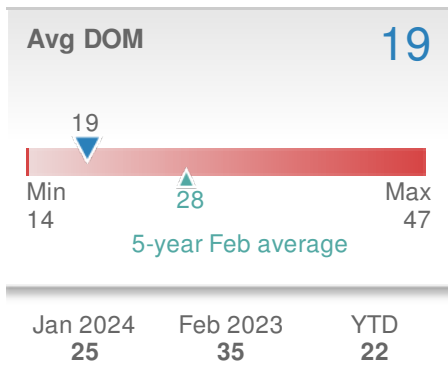 Avg DOM 19
19
Min Max
14 28 47
5-year Feb average
Jan 2024 Feb 2023 YTD
25 35 22